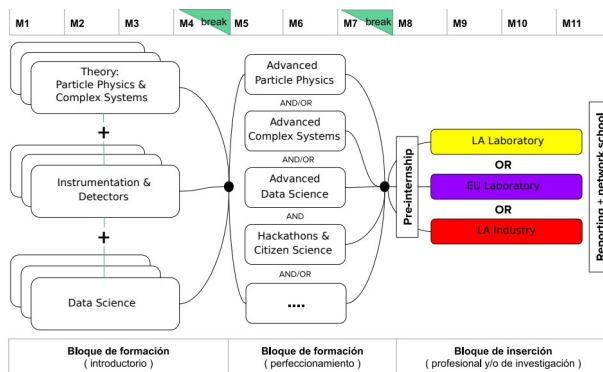 M1 M2 M3 M4 break M5 M6 M7 break M8 M9 M10 M11
Theory:
Particle Physics &
Complex Systems
+
Instrumentation &
Detectors
+
Data Science
Advanced
Particle Physics
AND/OR
Advanced
Complex Systems
AND/OR
Advanced
Data Science
AND
Hackathons &
Citizen Science
AND/OR
....
Pre-internship
LA Laboratory
OR
EU Laboratory
OR
LA Industry
Reporting + network school
Bloque de formación
( introductorio )
Bloque de formación
( perfeccionamiento )
Bloque de inserción
( profesional y/o de investigación )